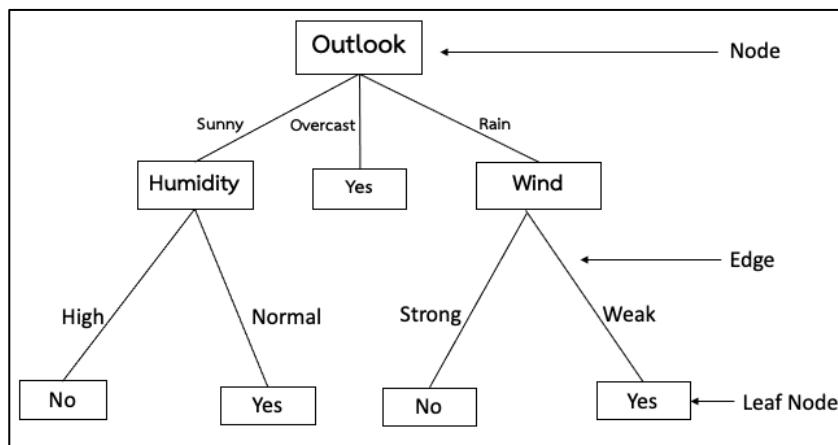 Outlook
Node
Sunny
Overcast
Rain
Humidity
Yes
Wind
Edge
High
Normal
Strong
Weak
No
Yes
No
Yes
Leaf Node